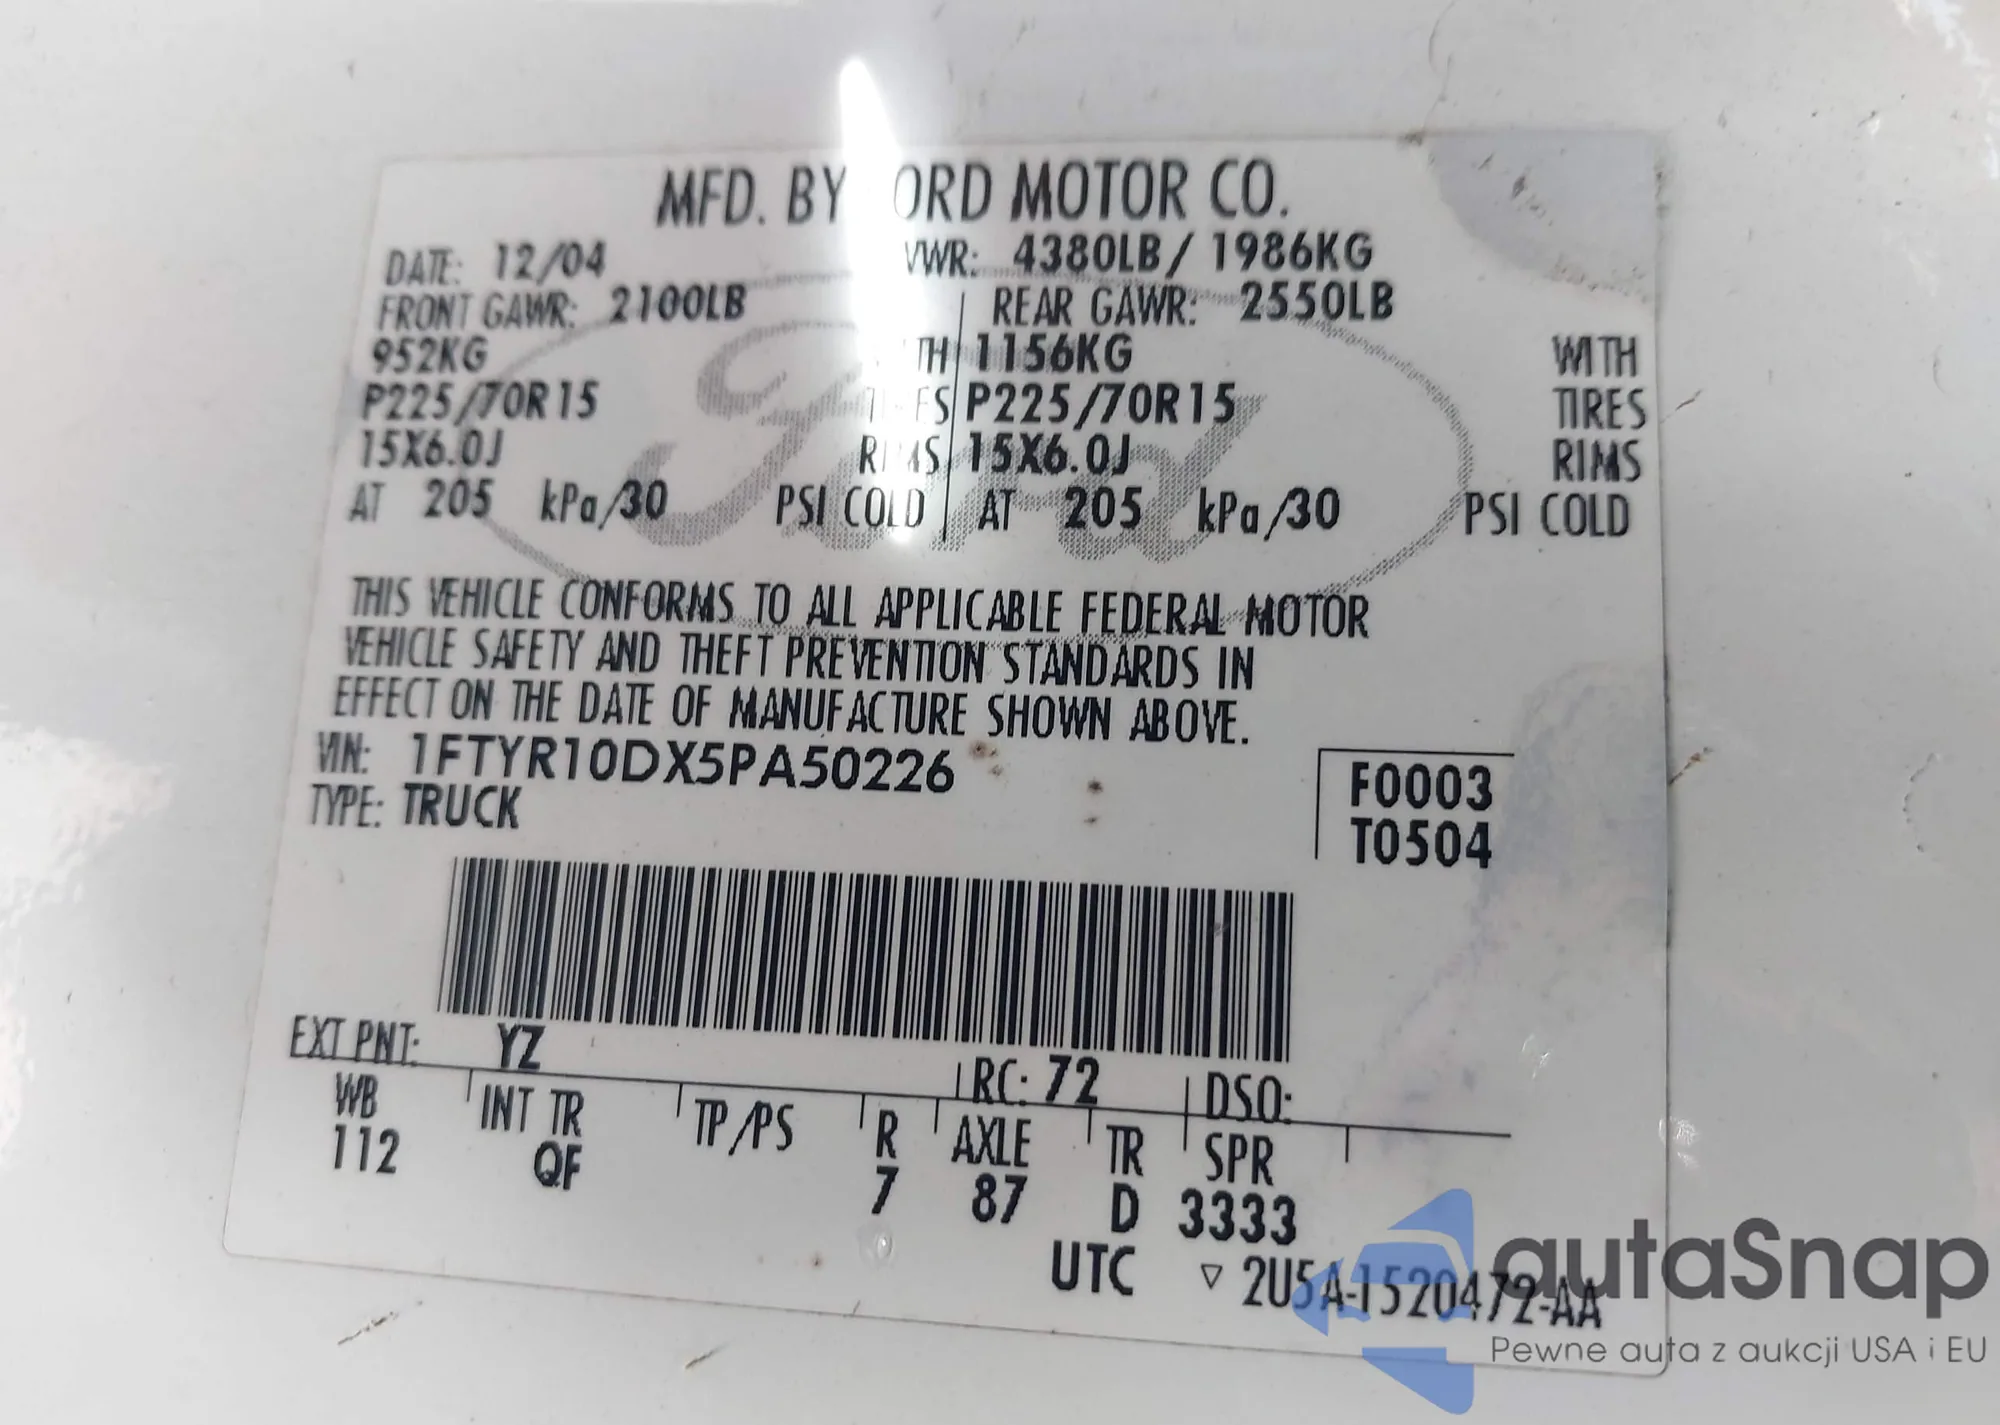 MFD. BY FORD MOTOR CO.
DATE: 12/04 GVWR: 4380LB / 1986KG
FRONT GAWR: 2100LB REAR GAWR: 2550LB
952KG WITH 1156KG WITH
P225/70R15 TIRES P225/70R15 TIRES
15X6.0J RIMS 15X6.0J RIMS
AT 205 kPa/30 PSI COLD AT 205 kPa/30 PSI COLD
Ford
THIS VEHICLE CONFORMS TO ALL APPLICABLE FEDERAL MOTOR
VEHICLE SAFETY AND THEFT PREVENTION STANDARDS IN
EFFECT ON THE DATE OF MANUFACTURE SHOWN ABOVE.
VIN: 1FTYR10DX5PA50226
TYPE: TRUCK
F0003
T0504
EXT PNT: YZ RC: 72 DSO:
WB INT TR TP/PS R AXLE TR SPR
112 QF 7 87 D 3333
UTC ▽ 2U5A-1520472-AA
autaSnap
Pewne auta z aukcji USA i EU